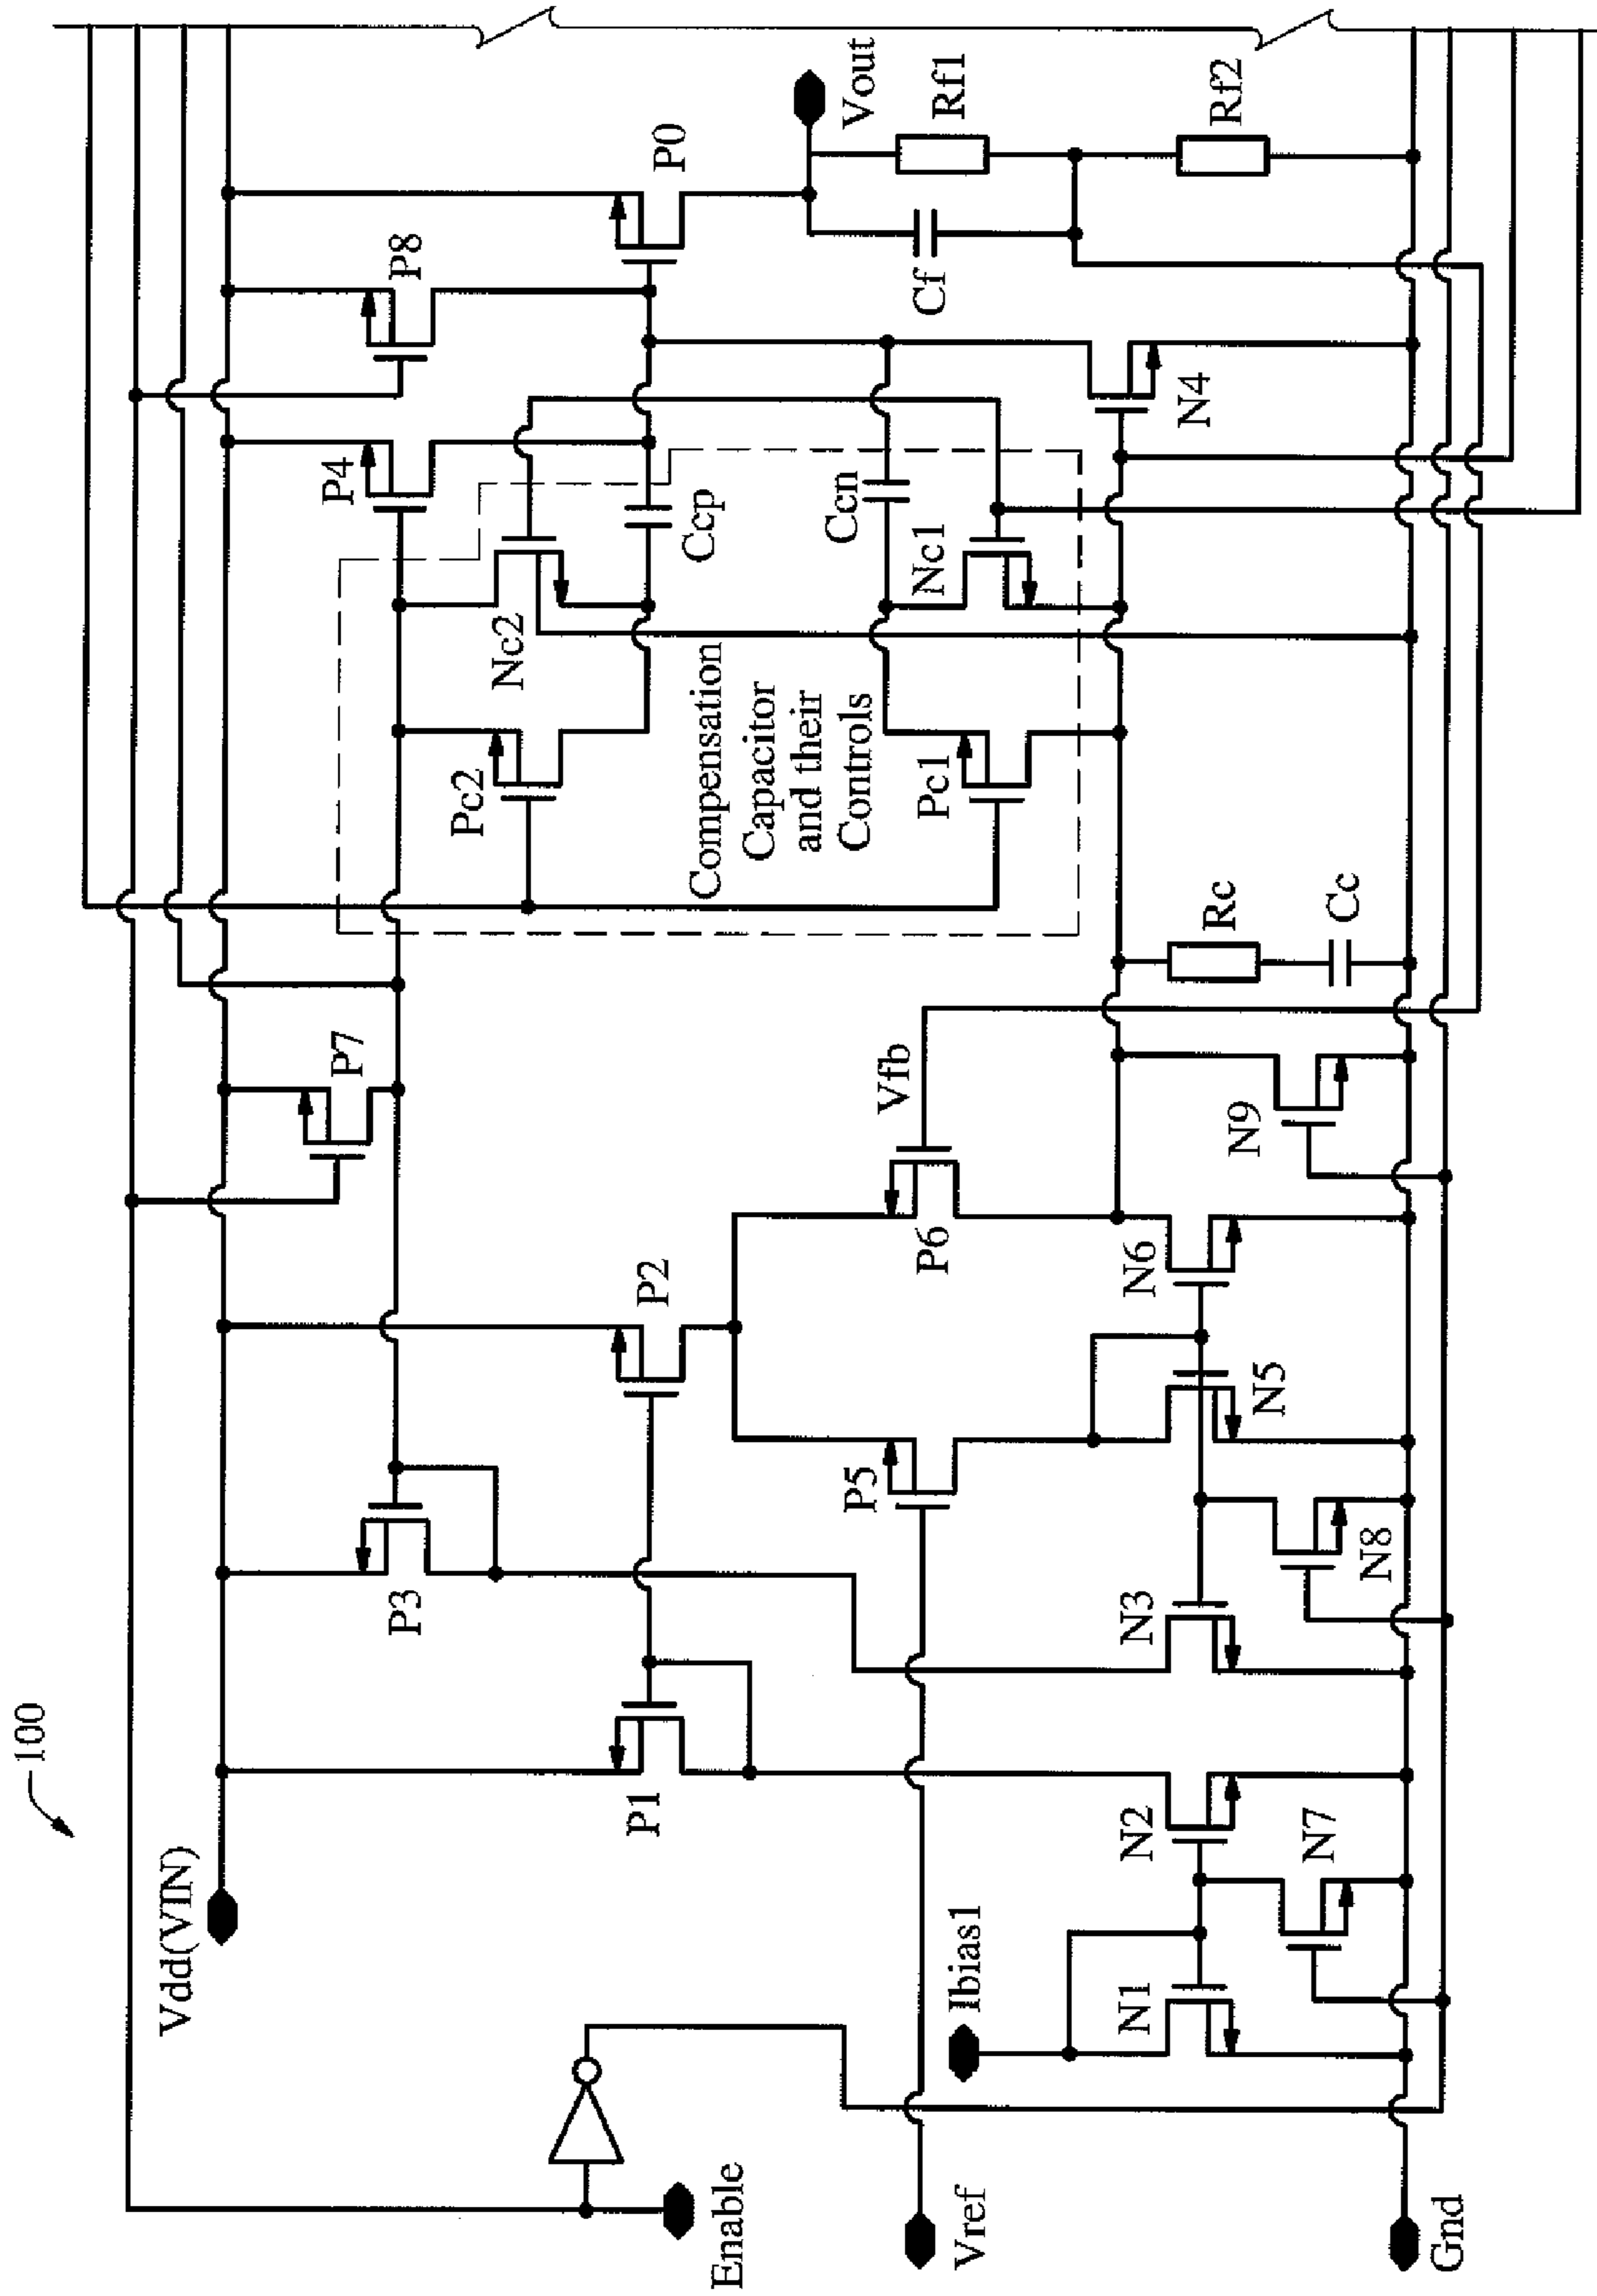 100
Vdd(VIN)
Enable
Vref
Gnd
Ibias1
N1
N2
N7
P1
P3
N3
N8
P5
N5
P2
N6
P6
Vfb
P7
N9
Rc
Cc
Compensation
Capacitor
and their
Controls
Pc2
Pc1
Nc2
Nc1
Ccp
Ccn
P4
P8
N4
P0
Cf
Vout
Rf1
Rf2